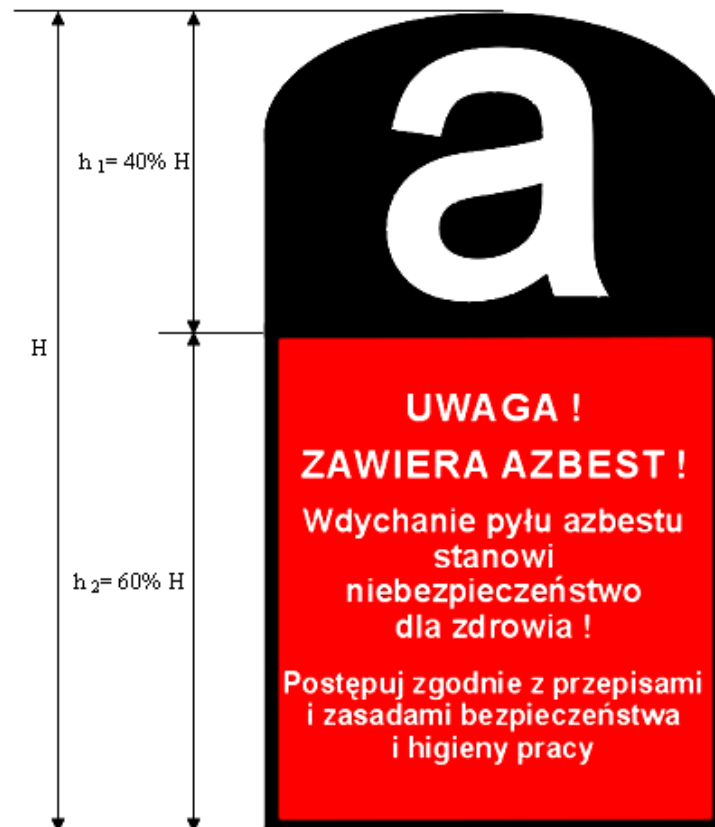 a
h 1= 40% H
H
UWAGA !
ZAWIERA AZBEST !
Wdychanie pyłu azbestu
stanowi
niebezpieczeństwo
dla zdrowia !
h 2= 60% H
Postępuj zgodnie z przepisami
i zasadami bezpieczeństwa
i higieny pracy